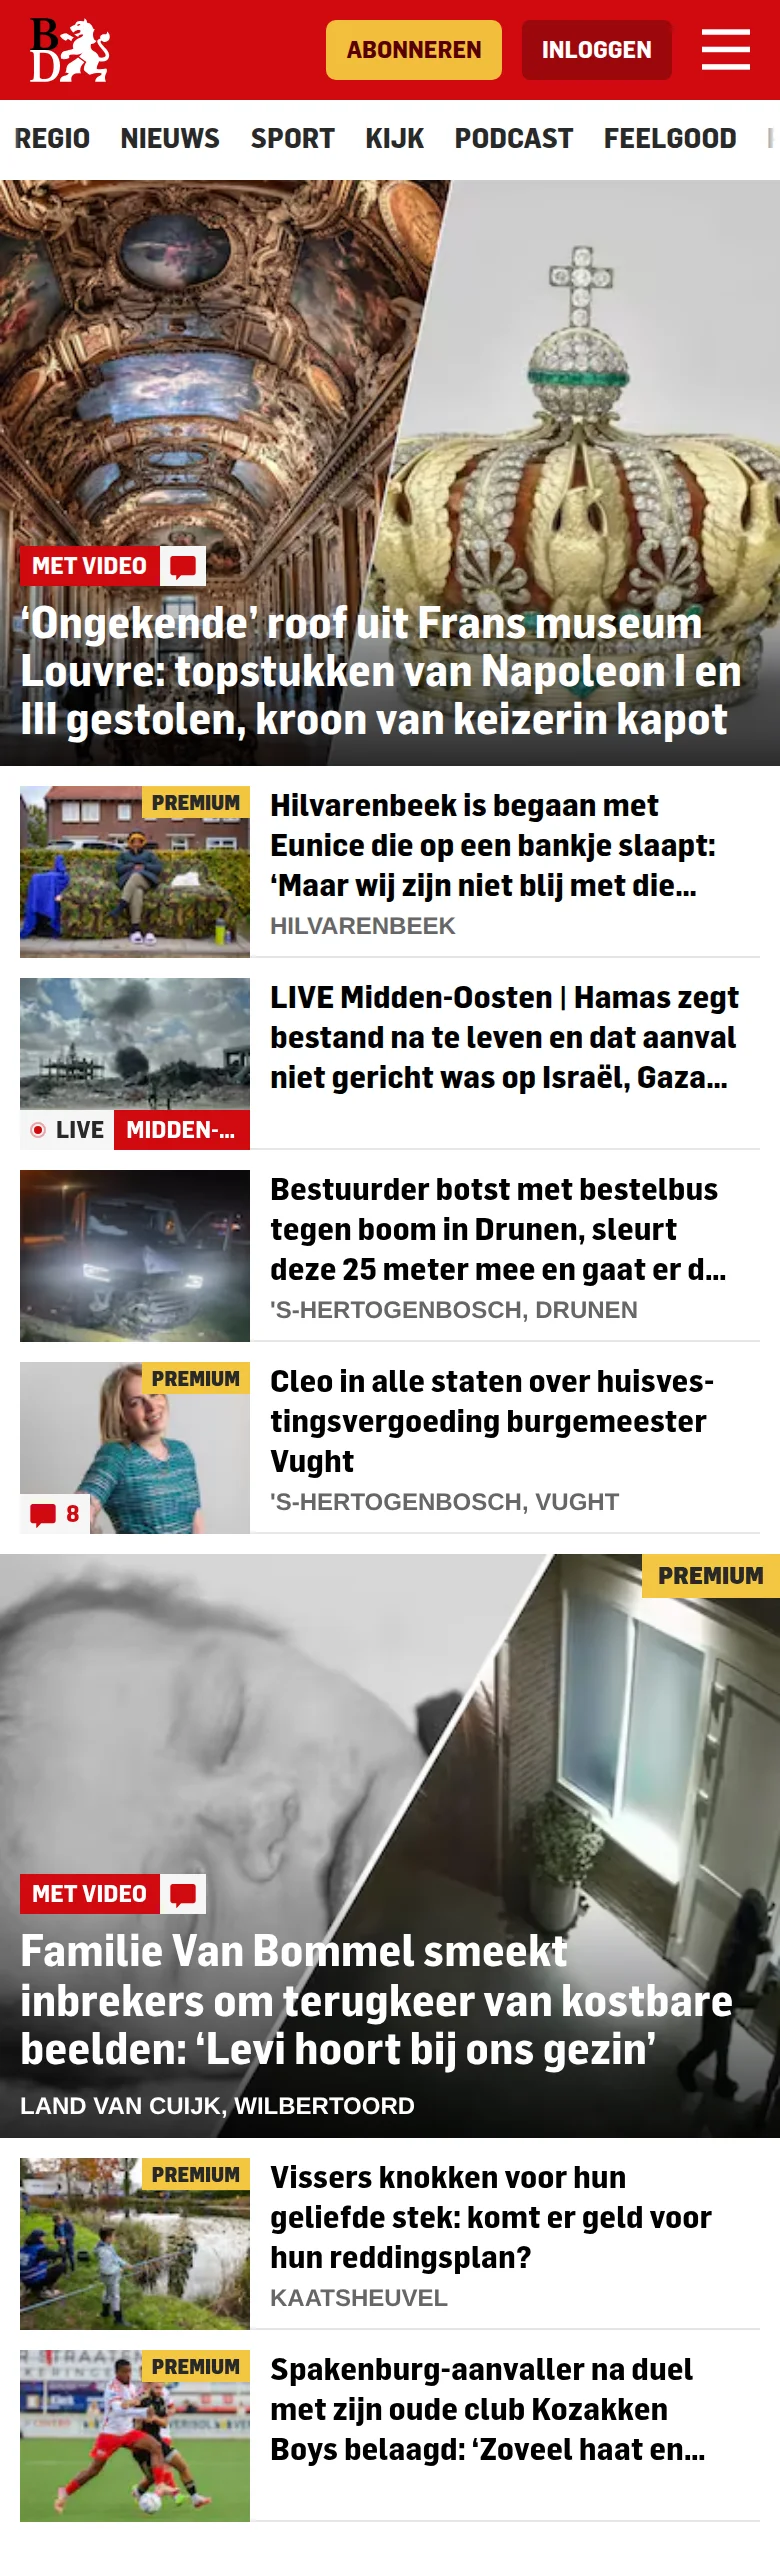 BD
ABONNEREN
INLOGGEN
REGIO NIEUWS SPORT KIJK PODCAST FEELGOOD
MET VIDEO
‘Ongekende’ roof uit Frans museum
Louvre: topstukken van Napoleon I en
III gestolen, kroon van keizerin kapot
PREMIUM
Hilvarenbeek is begaan met
Eunice die op een bankje slaapt:
‘Maar wij zijn niet blij met die...
HILVARENBEEK
LIVE MIDDEN-...
LIVE Midden-Oosten | Hamas zegt
bestand na te leven en dat aanval
niet gericht was op Israël, Gaza...
Bestuurder botst met bestelbus
tegen boom in Drunen, sleurt
deze 25 meter mee en gaat er d...
'S-HERTOGENBOSCH, DRUNEN
PREMIUM
8
Cleo in alle staten over huisves-
tingsvergoeding burgemeester
Vught
'S-HERTOGENBOSCH, VUGHT
PREMIUM
MET VIDEO
Familie Van Bommel smeekt
inbrekers om terugkeer van kostbare
beelden: ‘Levi hoort bij ons gezin’
LAND VAN CUIJK, WILBERTOORD
PREMIUM
Vissers knokken voor hun
geliefde stek: komt er geld voor
hun reddingsplan?
KAATSHEUVEL
PREMIUM
Spakenburg-aanvaller na duel
met zijn oude club Kozakken
Boys belaagd: ‘Zoveel haat en...